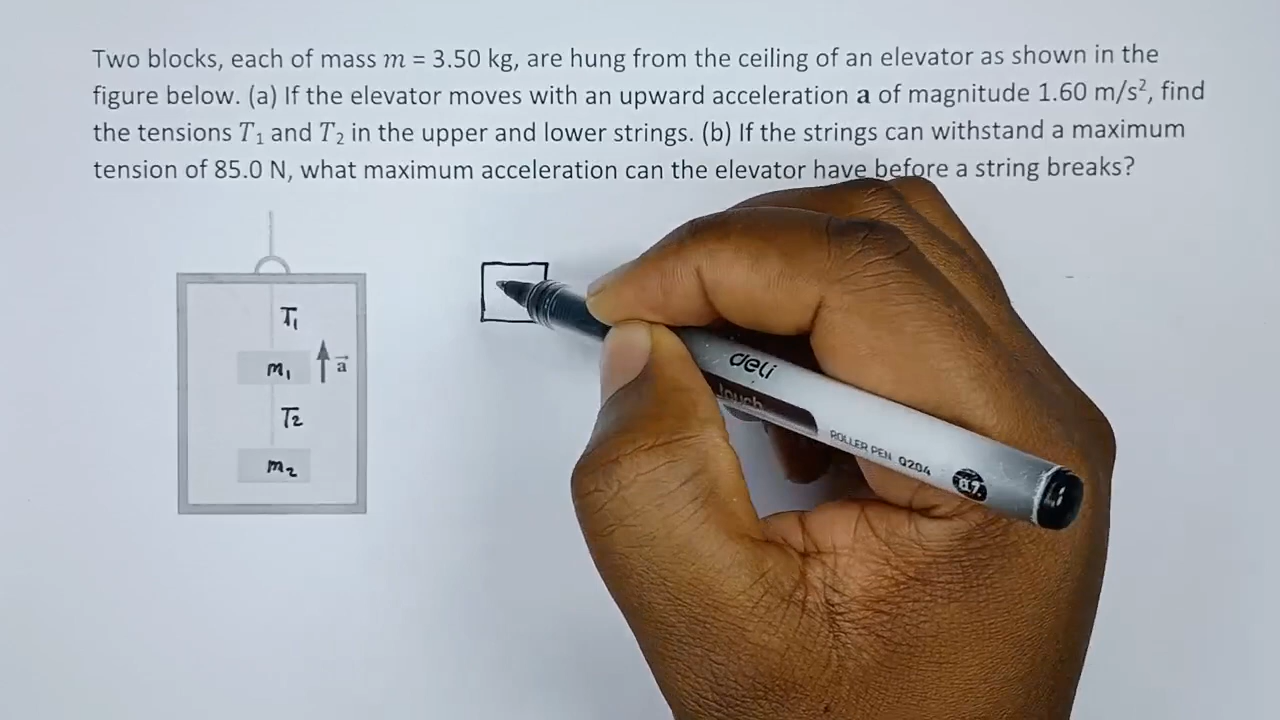 Two blocks, each of mass m = 3.50 kg, are hung from the ceiling of an elevator as shown in the
figure below. (a) If the elevator moves with an upward acceleration a of magnitude 1.60 m/s², find
the tensions T₁ and T₂ in the upper and lower strings. (b) If the strings can withstand a maximum
tension of 85.0 N, what maximum acceleration can the elevator have before a string breaks?
T₁
m₁
a⃗
T₂
m₂
deli
Touch
ROLLER PEN Q204